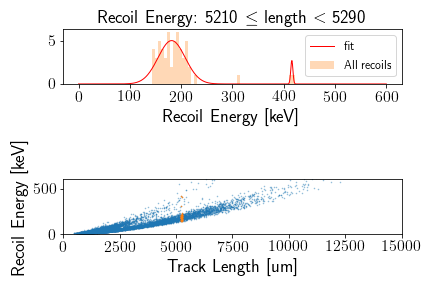 Recoil Energy: 5210 ≤ length < 5290
5
0
fit
All recoils
0 100 200 300 400 500 600
Recoil Energy [keV]
Recoil Energy [keV]
500
0
0 2500 5000 7500 10000 12500 15000
Track Length [um]